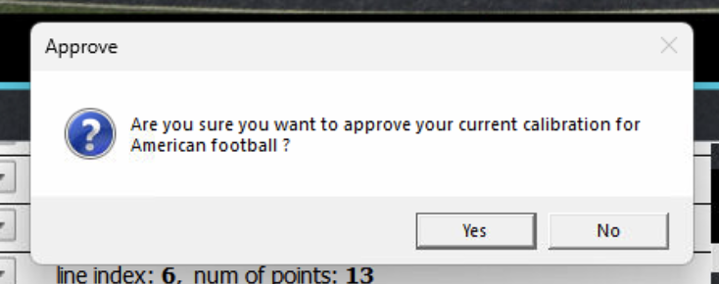 Approve
Are you sure you want to approve your current calibration for
American football ?
Yes
No
line index: 6, num of points: 13